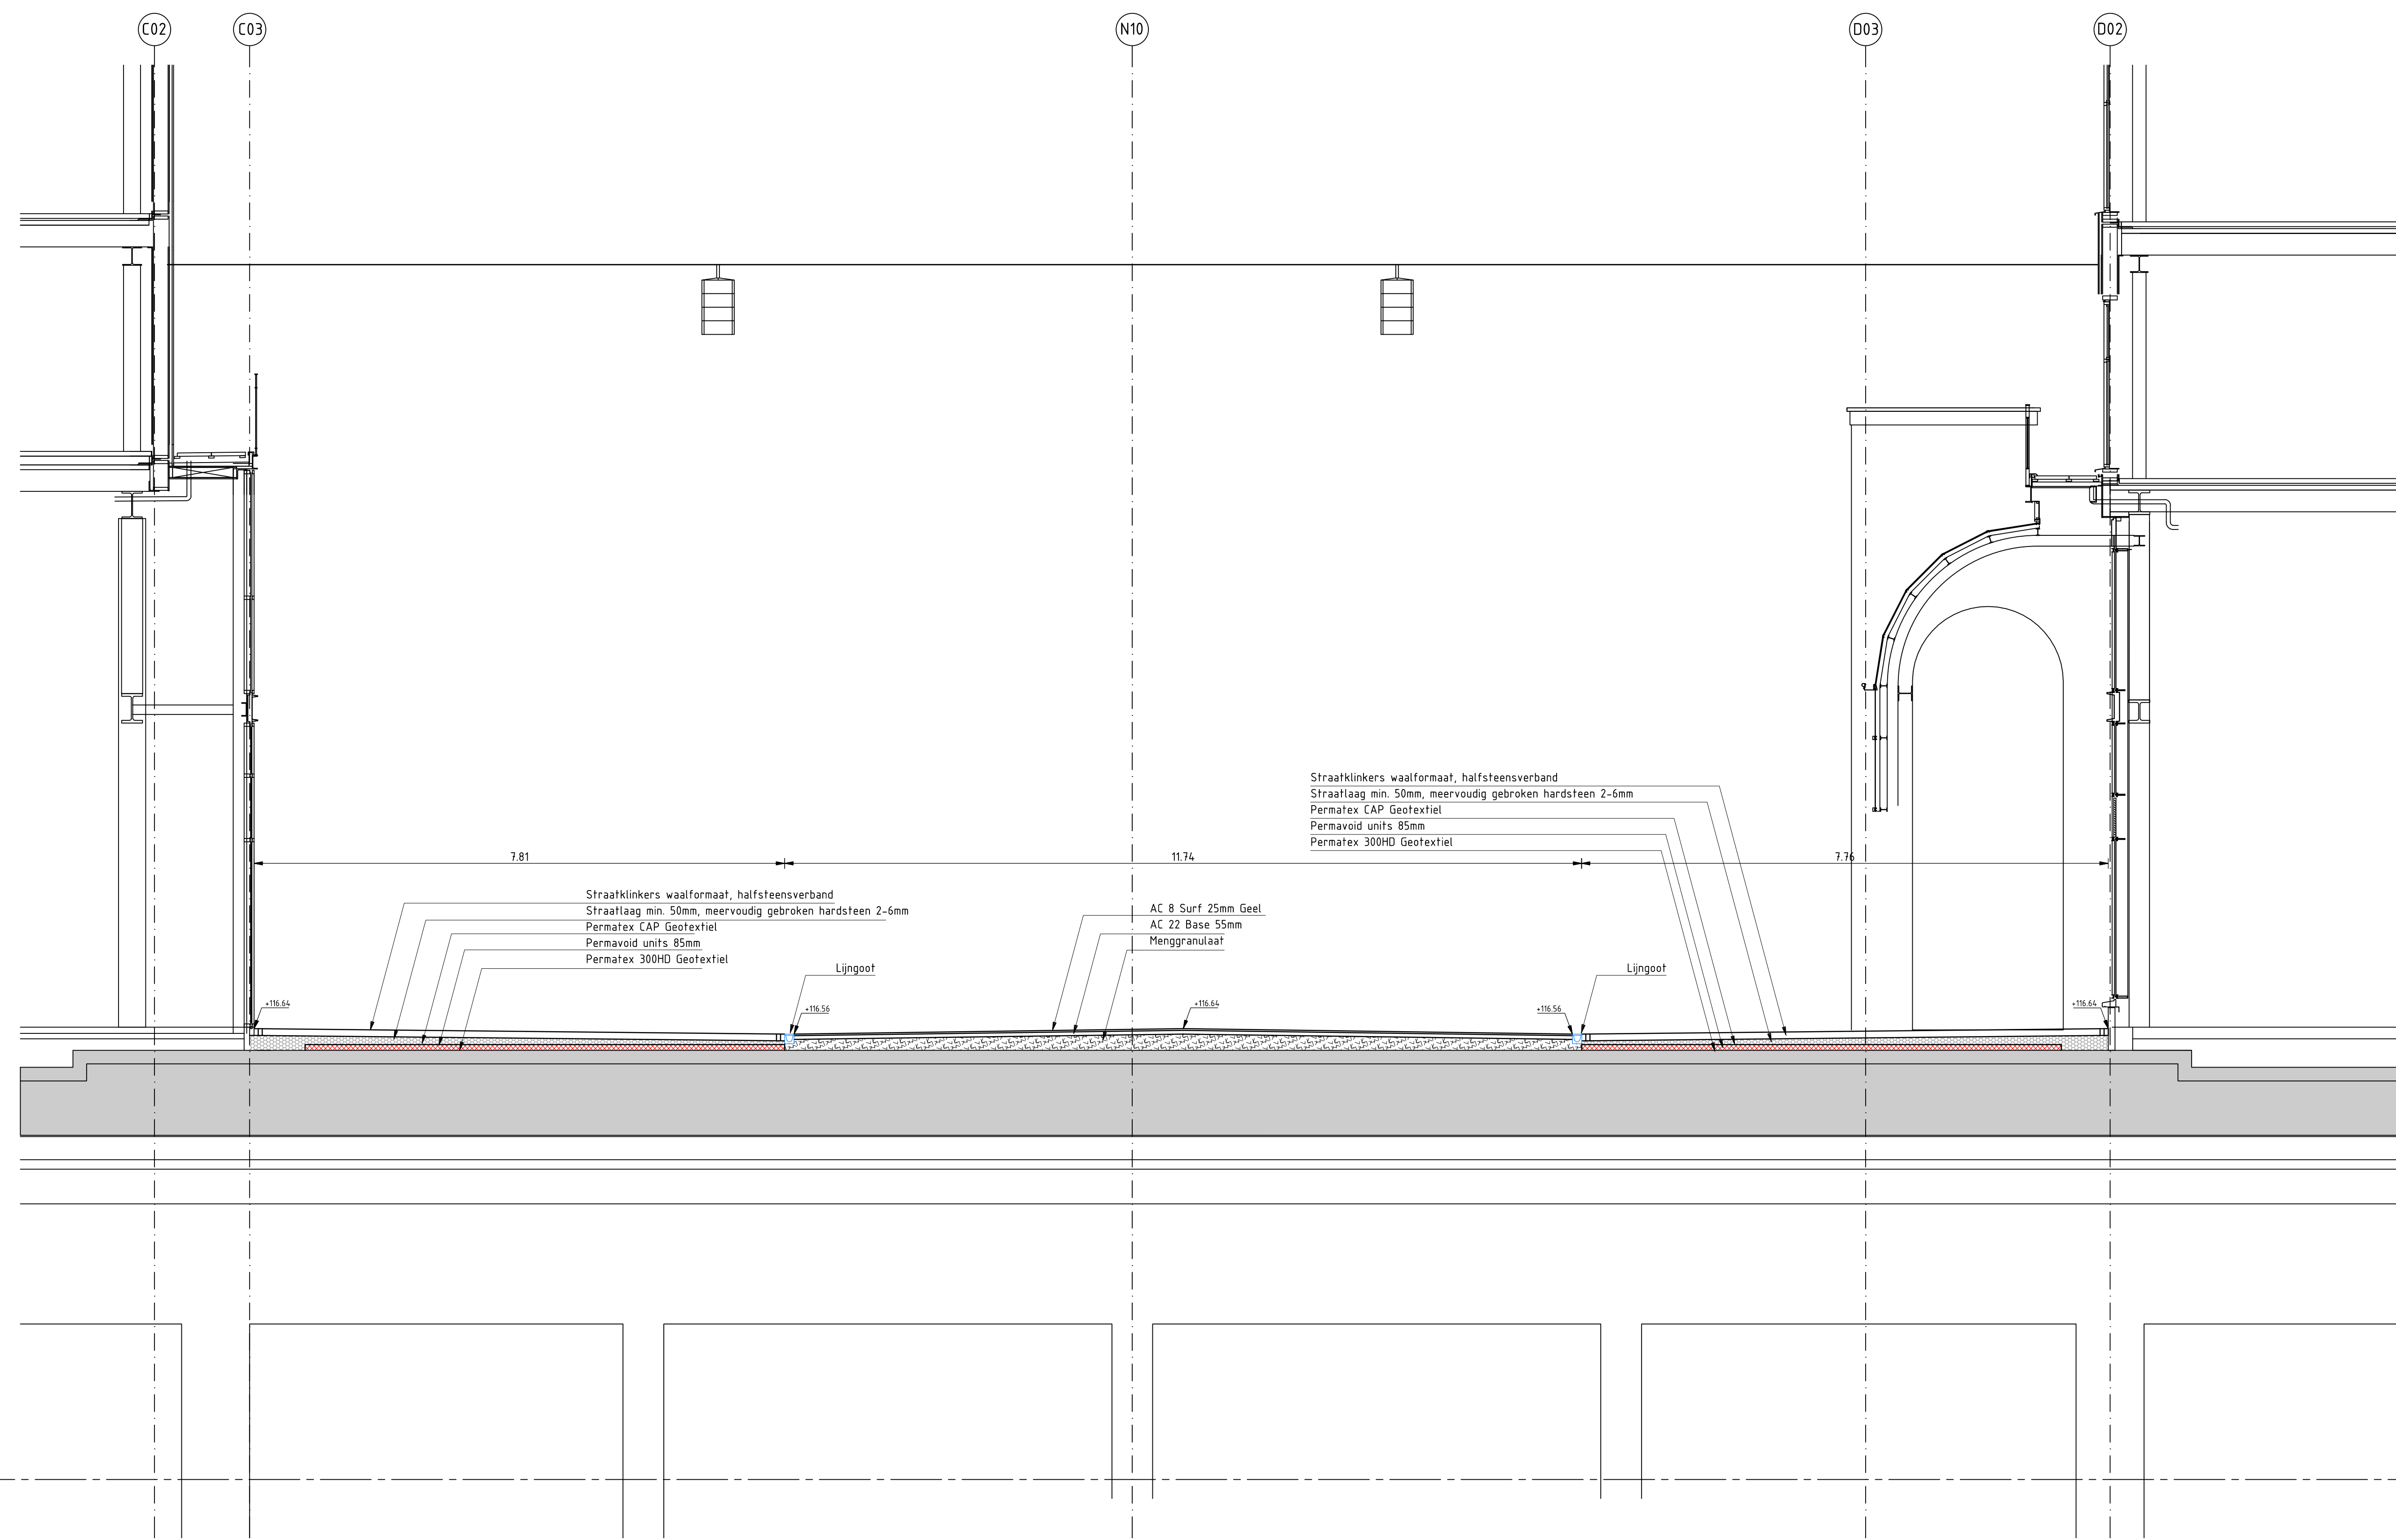 C02
C03
N10
D03
D02
Straatklinkers waalformaat, halfsteensverband
Straatlaag min. 50mm, meervoudig gebroken hardsteen 2-6mm
Permatex CAP Geotextiel
Permavoid units 85mm
Permatex 300HD Geotextiel
7.81
11.74
7.76
Straatklinkers waalformaat, halfsteensverband
Straatlaag min. 50mm, meervoudig gebroken hardsteen 2-6mm
Permatex CAP Geotextiel
Permavoid units 85mm
Permatex 300HD Geotextiel
AC 8 Surf 25mm Geel
AC 22 Base 55mm
Menggranulaat
Lijngoot
Lijngoot
+116.64
+116.56
+116.64
+116.56
+116.64